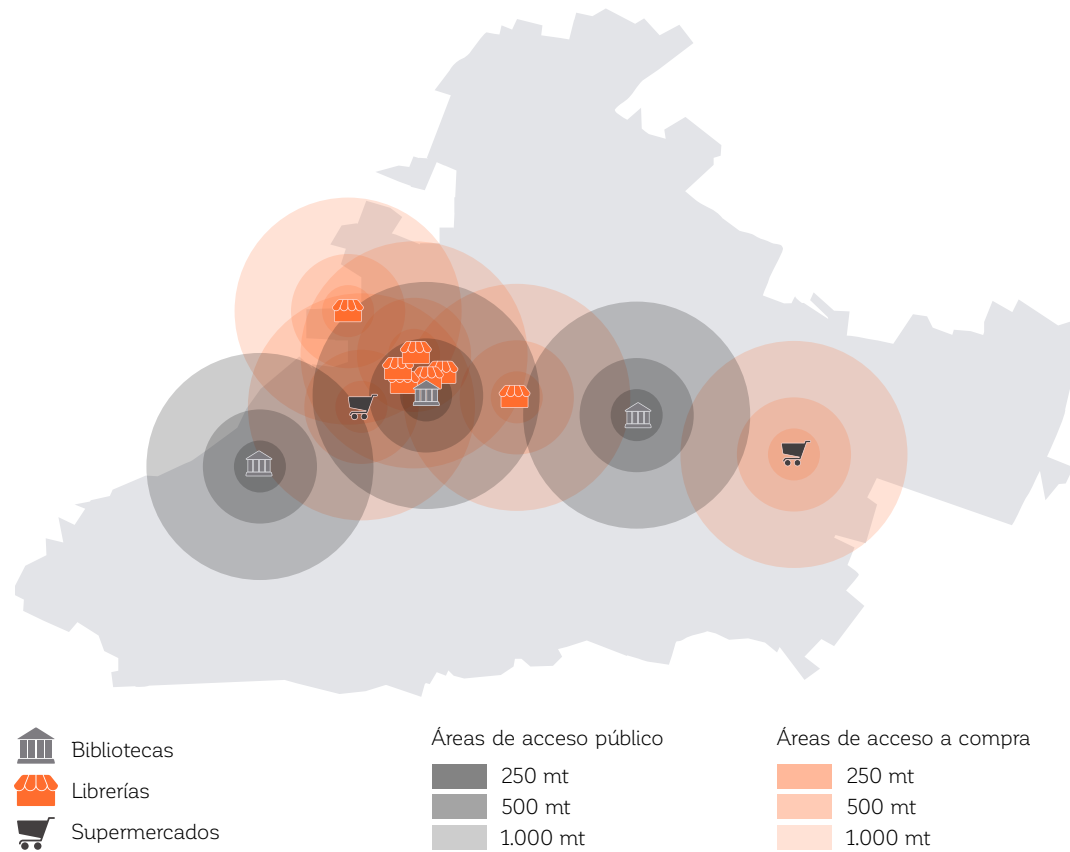 Bibliotecas
Librerías
Supermercados
Áreas de acceso público
250 mt
500 mt
1.000 mt
Áreas de acceso a compra
250 mt
500 mt
1.000 mt